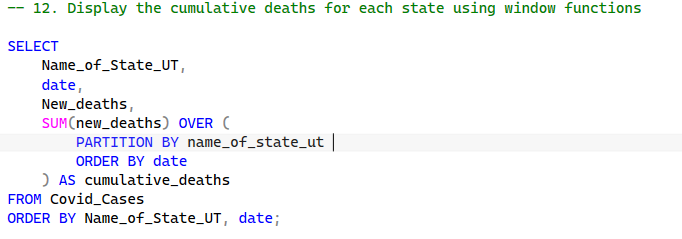 -- 12. Display the cumulative deaths for each state using window functions
SELECT
    Name_of_State_UT,
    date,
    New_deaths,
    SUM(new_deaths) OVER (
        PARTITION BY name_of_state_ut
        ORDER BY date
    ) AS cumulative_deaths
FROM Covid_Cases
ORDER BY Name_of_State_UT, date;